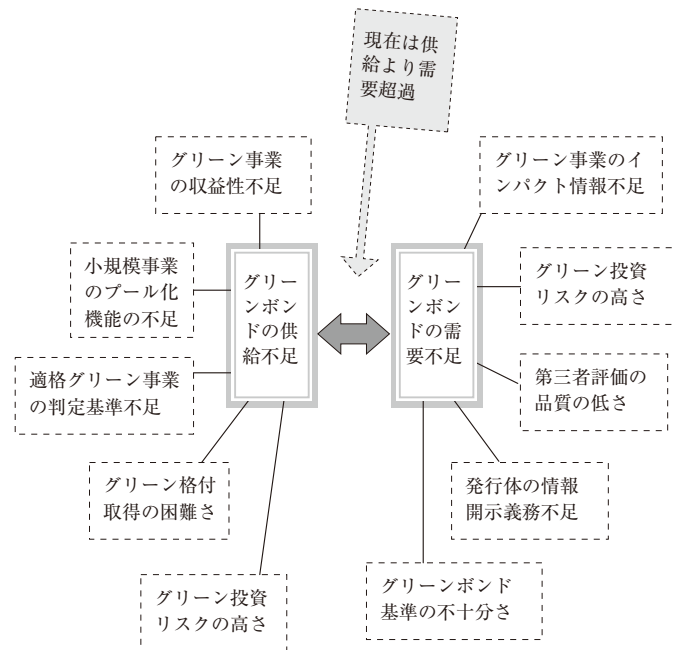 現在は供
給より需
要超過
グリーン事業
の収益性不足
小規模事業
のプール化
機能の不足
適格グリーン事業
の判定基準不足
グリーン格付
取得の困難さ
グリーン投資
リスクの高さ
グリー
ンボン
ドの供
給不足
グリー
ンボン
ドの需
要不足
グリーン事業のイ
ンパクト情報不足
グリーン投資
リスクの高さ
第三者評価の
品質の低さ
発行体の情報
開示義務不足
グリーンボンド
基準の不十分さ